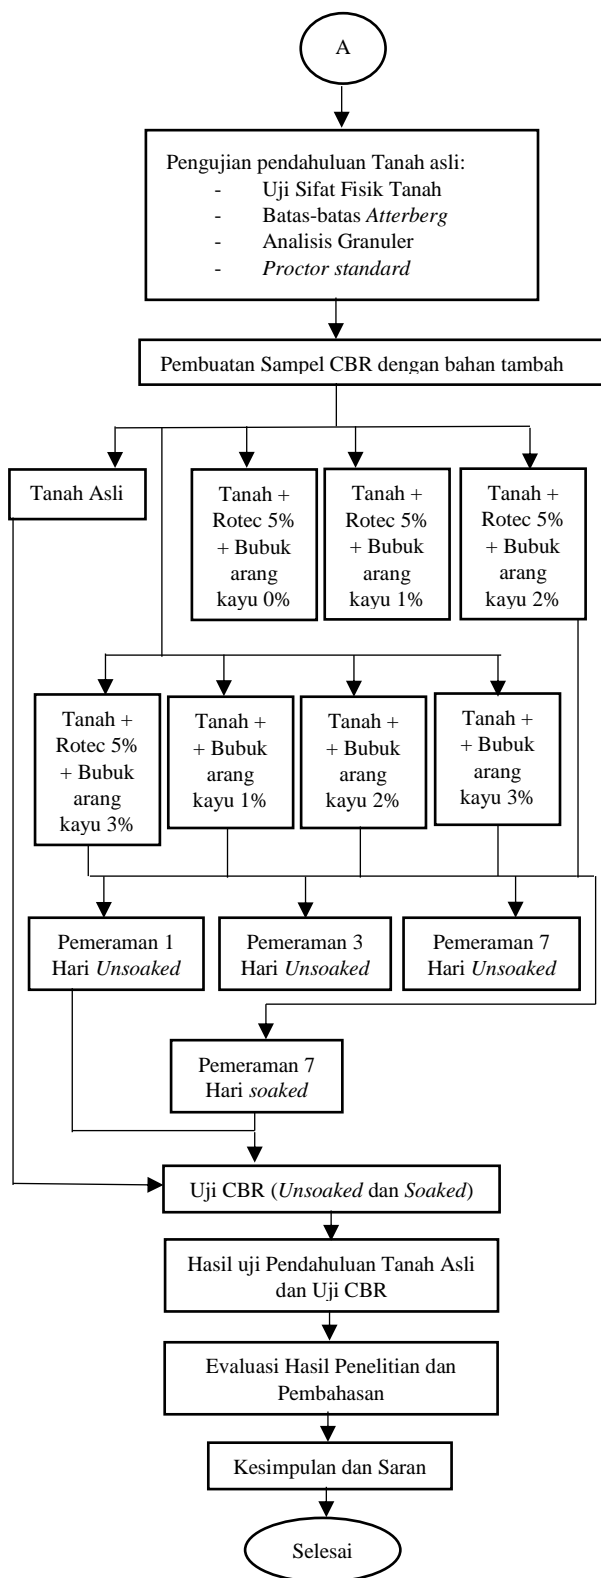 A
Pengujian pendahuluan Tanah asli:
- Uji Sifat Fisik Tanah
- Batas-batas Atterberg
- Analisis Granuler
- Proctor standard
Pembuatan Sampel CBR dengan bahan tambah
Tanah Asli
Tanah +
Rotec 5%
+ Bubuk
arang
kayu 0%
Tanah +
Rotec 5%
+ Bubuk
arang
kayu 1%
Tanah +
Rotec 5%
+ Bubuk
arang
kayu 2%
Tanah +
Rotec 5%
+ Bubuk
arang
kayu 3%
Tanah +
+ Bubuk
arang
kayu 1%
Tanah +
+ Bubuk
arang
kayu 2%
Tanah +
+ Bubuk
arang
kayu 3%
Pemeraman 1
Hari Unsoaked
Pemeraman 3
Hari Unsoaked
Pemeraman 7
Hari Unsoaked
Pemeraman 7
Hari soaked
Uji CBR (Unsoaked dan Soaked)
Hasil uji Pendahuluan Tanah Asli
dan Uji CBR
Evaluasi Hasil Penelitian dan
Pembahasan
Kesimpulan dan Saran
Selesai